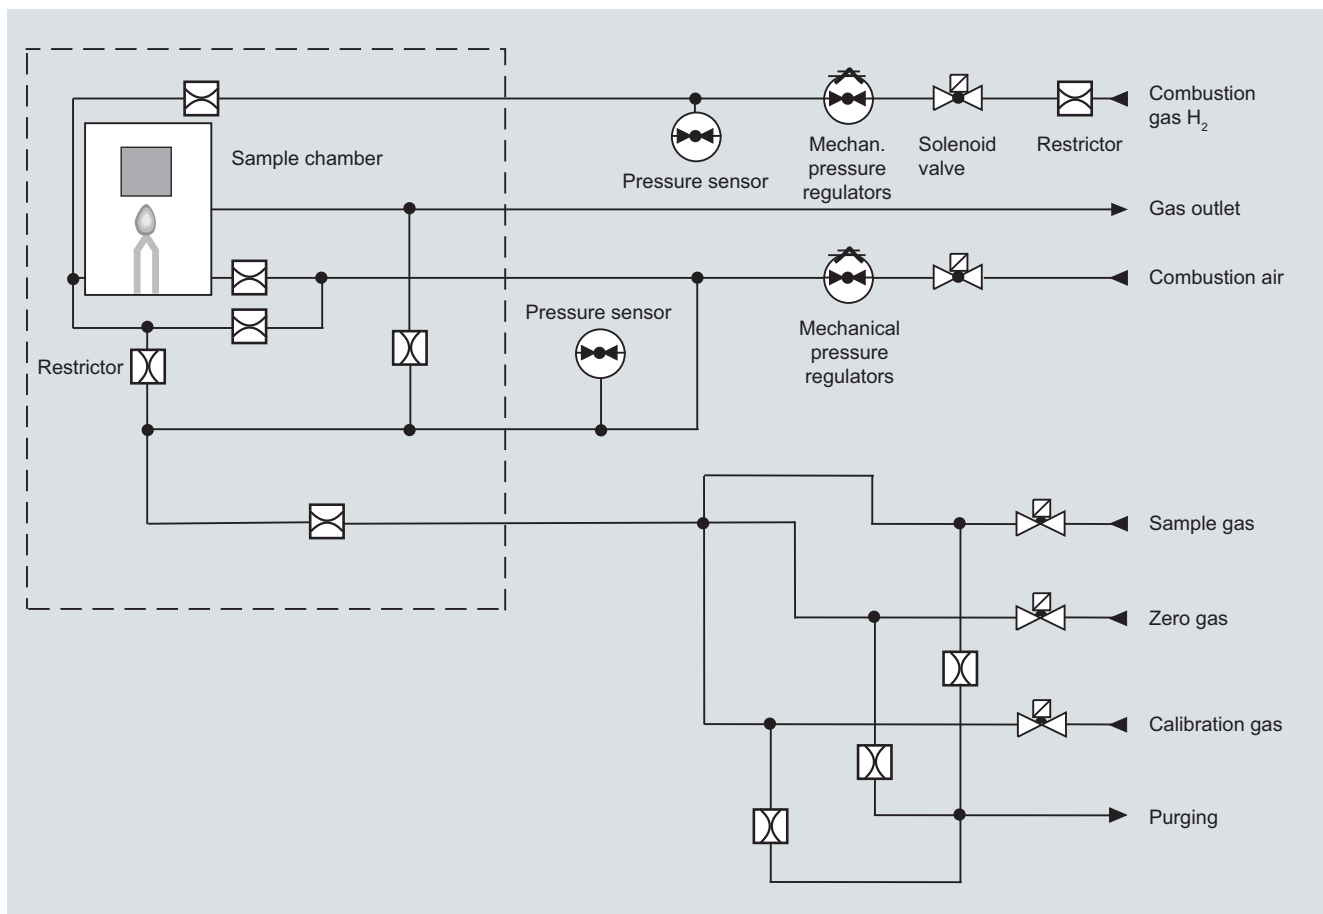 Combustion
gas H₂
Sample chamber
Mechan.
pressure
regulators
Solenoid
valve
Restrictor
Pressure sensor
Gas outlet
Combustion air
Pressure sensor
Mechanical
pressure
regulators
Restrictor
Sample gas
Zero gas
Calibration gas
Purging